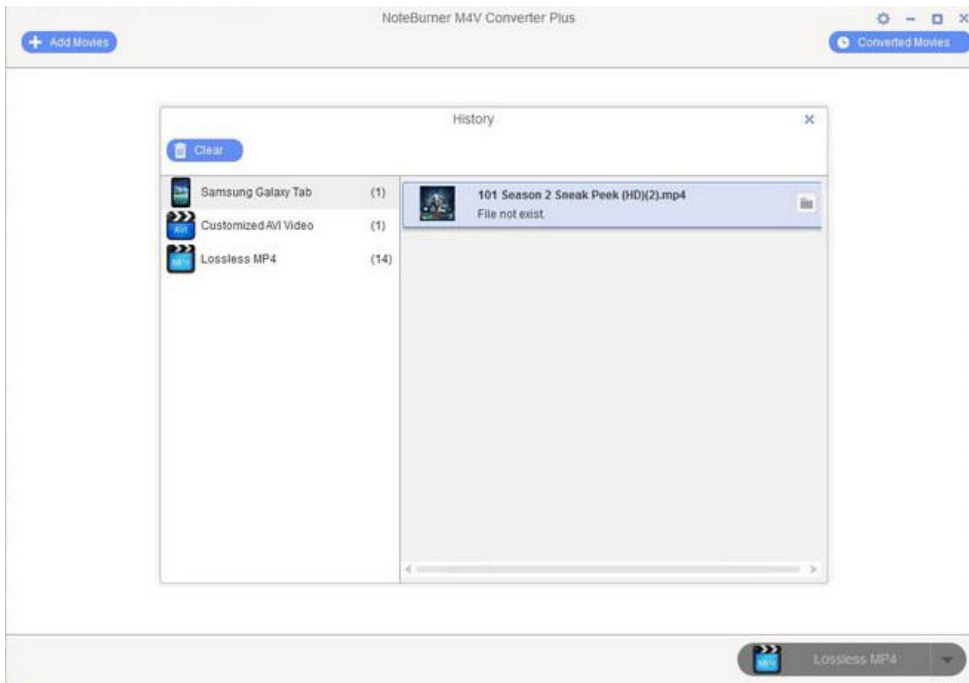 NoteBurner M4V Converter Plus
Add Movies
Converted Movies
History
Clear
Samsung Galaxy Tab (1)
101 Season 2 Sneak Peek (HD)(2).mp4
File not exist.
AVI
Customized AVI Video (1)
Lossless MP4 (14)
Lossless MP4